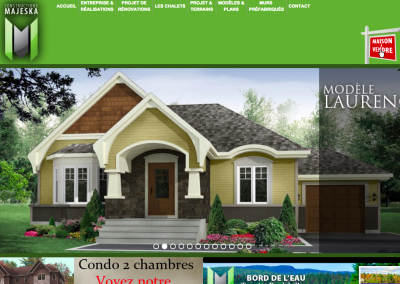 CONSTRUCTIONS
MAJESKA
ACCUEIL
ENTREPRISE &
RÉALISATIONS
PROJET DE
RÉNOVATIONS
LES CHALETS
PROJET &
TERRAINS
MODÈLES &
PLANS
MURS
PRÉFABRIQUÉS
CONTACT
MAISON
à
VENDRE
MODÈLE
LAUREN
Condo 2 chambres
Voyez notre
BORD DE L'EAU